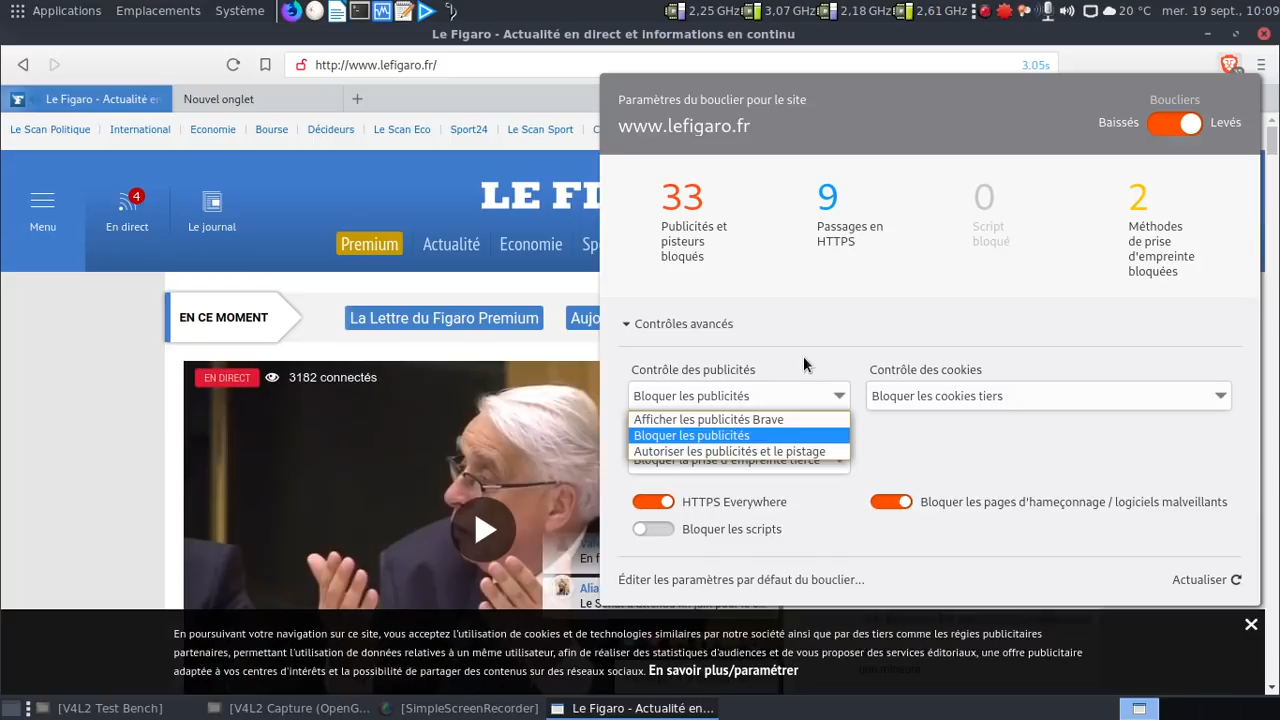 Applications Emplacements Système 2,25 GHz 3,07 GHz 2,18 GHz 2,61 GHz 20 °C mer. 19 sept., 10:09
Le Figaro - Actualité en direct et informations en continu
http://www.lefigaro.fr/ 3.05s
Le Figaro - Actualité en Nouvel onglet
Le Scan Politique International Economie Bourse Décideurs Le Scan Eco Sport24 Le Scan Sport
Menu
4
En direct
Le journal
LE FI
Premium Actualité Economie Sp
EN CE MOMENT La Lettre du Figaro Premium Aujo
EN DIRECT 3182 connectés
Paramètres du bouclier pour le site
www.lefigaro.fr
Boucliers
Baissés Levés
33
Publicités et
pisteurs
bloqués
9
Passages en
HTTPS
0
Script
bloqué
2
Méthodes
de prise
d'empreinte
bloquées
Contrôles avancés
Contrôle des publicités Contrôle des cookies
Bloquer les publicités Bloquer les cookies tiers
Afficher les publicités Brave
Bloquer les publicités
Autoriser les publicités et le pistage
Bloquer la prise d'empreinte tierce
HTTPS Everywhere Bloquer les pages d'hameçonnage / logiciels malveillants
Bloquer les scripts
Éditer les paramètres par défaut du bouclier... Actualiser
En f
Alia
En poursuivant votre navigation sur ce site, vous acceptez l'utilisation de cookies et de technologies similaires par notre société ainsi que par des tiers comme les régies publicitaires
partenaires, permettant l'utilisation de données relatives à un même utilisateur, afin de réaliser des statistiques d'audiences et de vous proposer des services éditoriaux, une offre publicitaire
adaptée à vos centres d'intérêts et la possibilité de partager des contenus sur des réseaux sociaux. En savoir plus/paramétrer
[V4L2 Test Bench] [V4L2 Capture (OpenG... [SimpleScreenRecorder] Le Figaro - Actualité en...